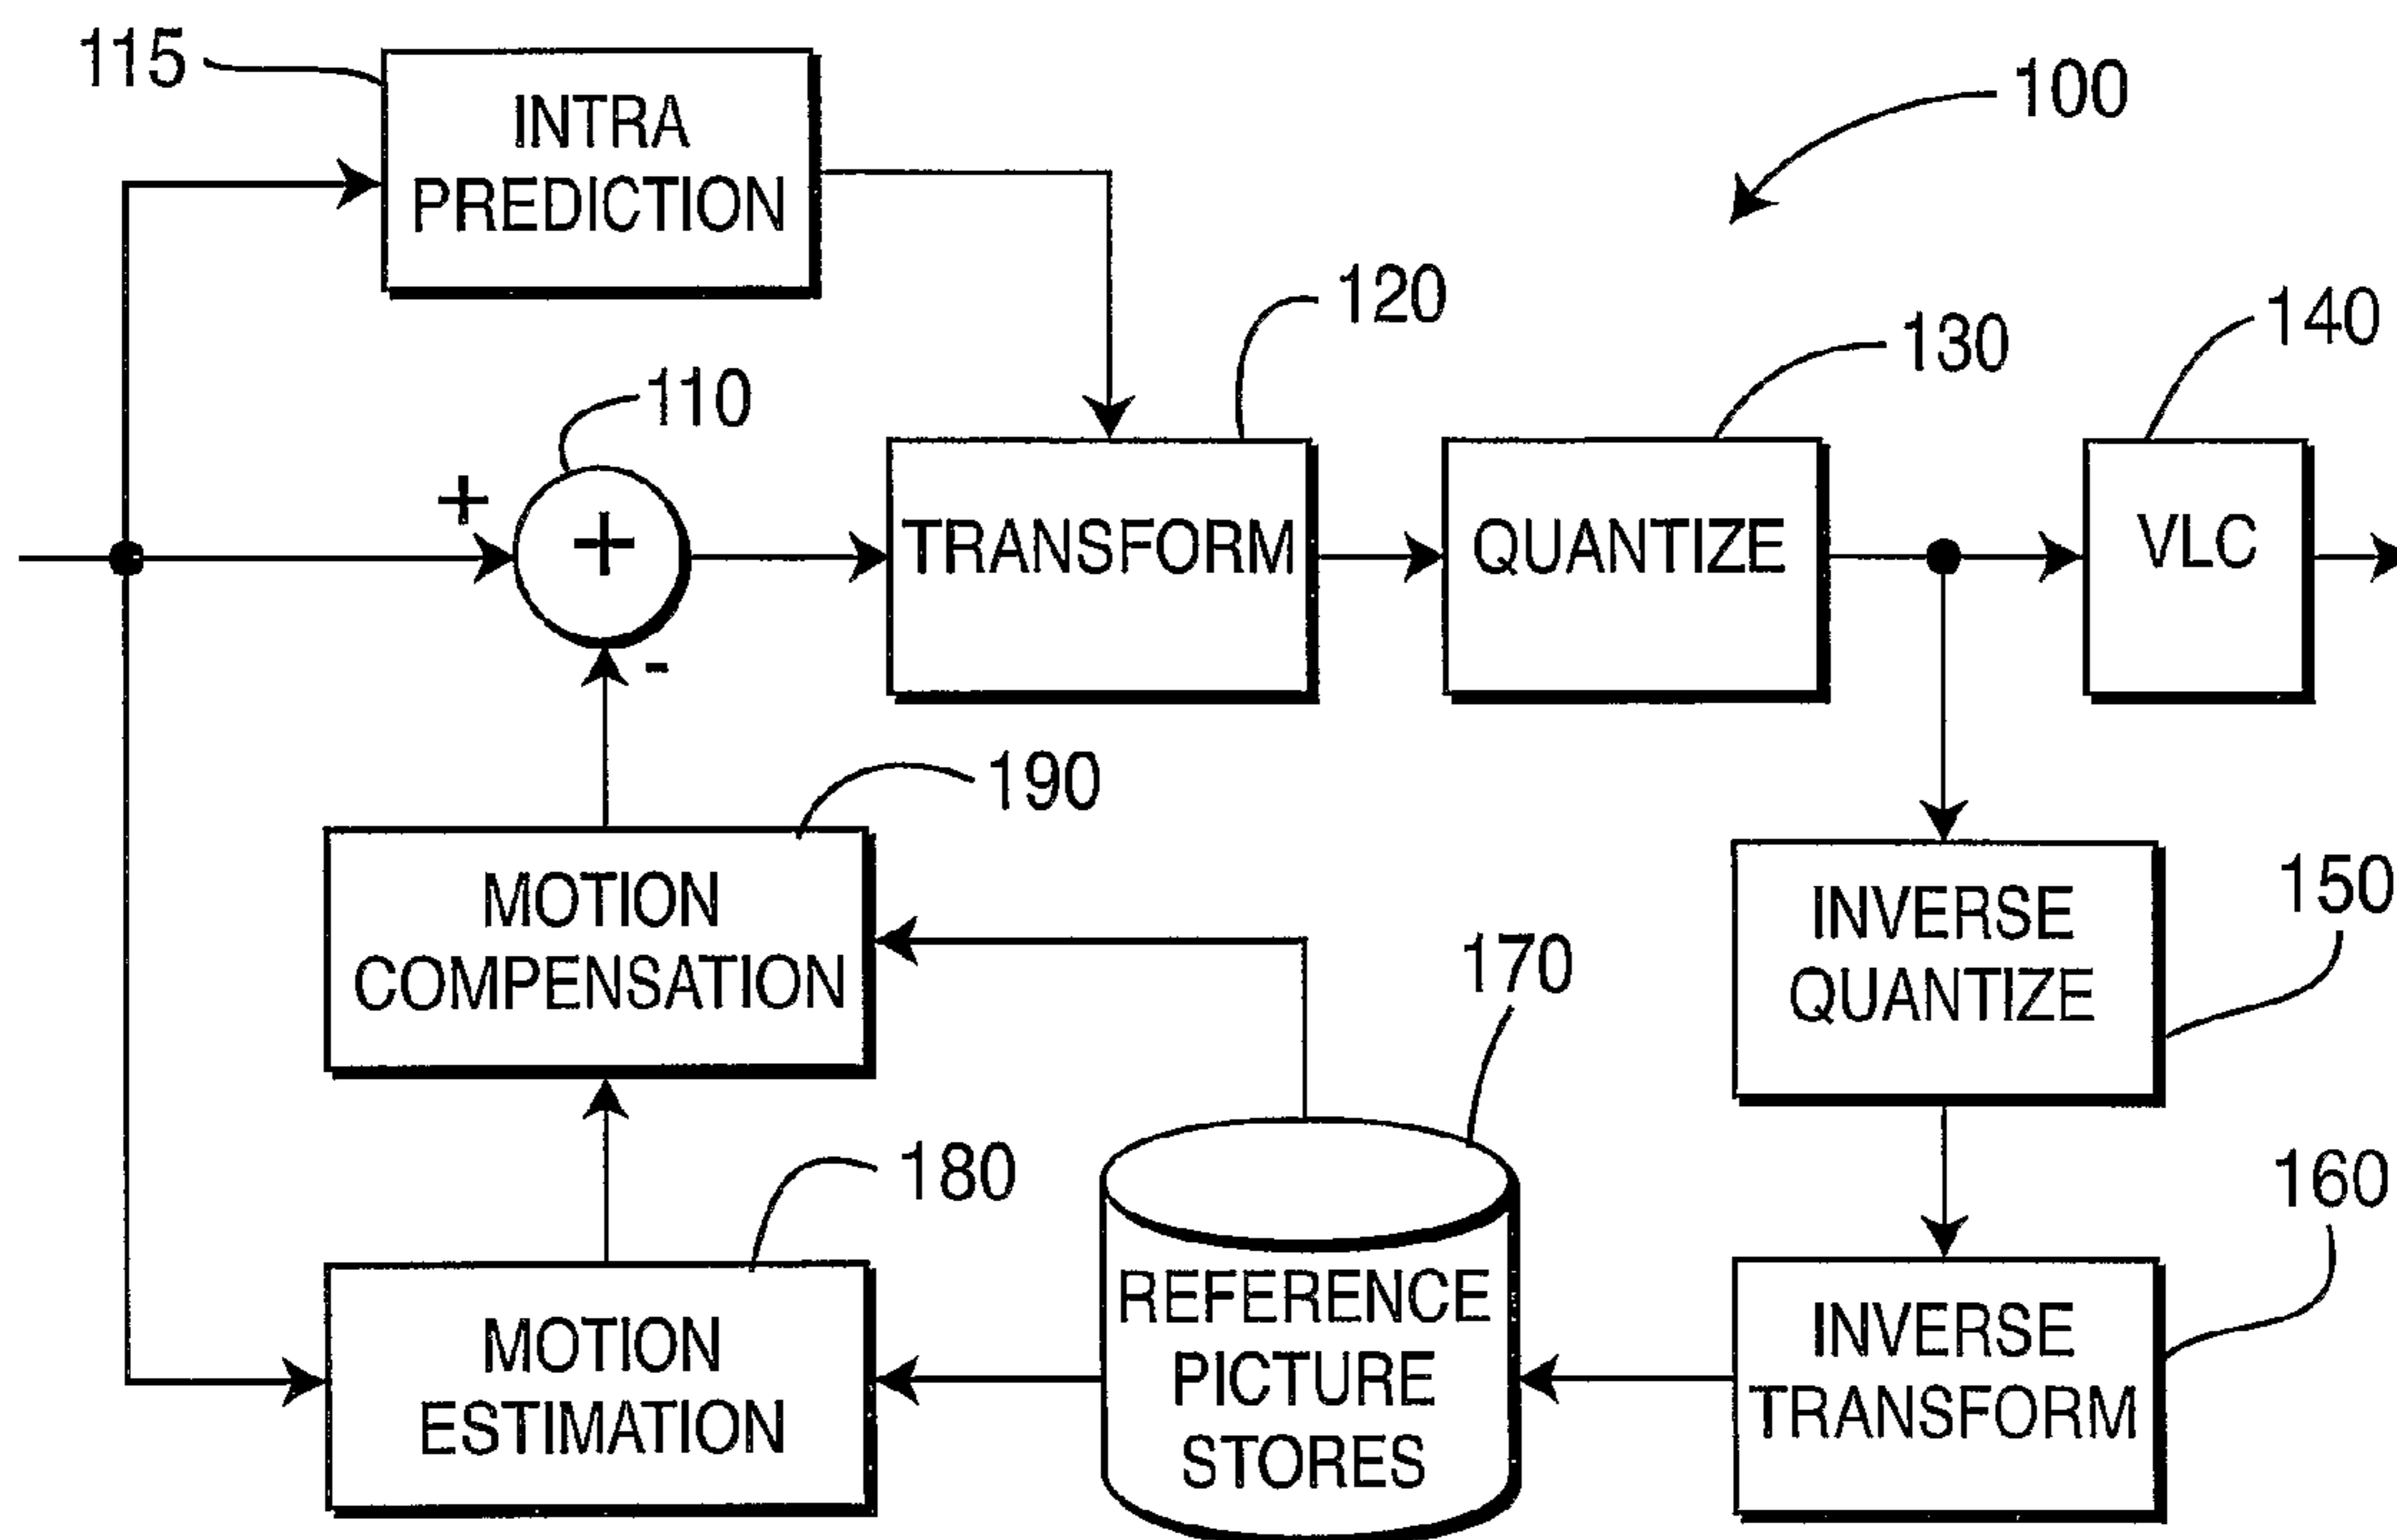 115
INTRA
PREDICTION
100
120
130
140
110
+
+
-
TRANSFORM
QUANTIZE
VLC
190
MOTION
COMPENSATION
150
INVERSE
QUANTIZE
170
180
160
MOTION
ESTIMATION
REFERENCE
PICTURE
STORES
INVERSE
TRANSFORM